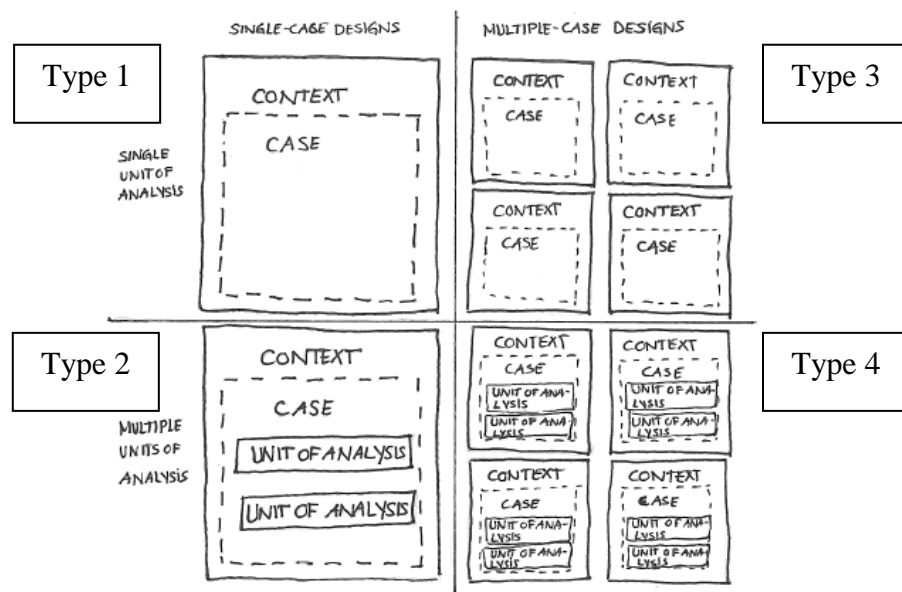 SINGLE-CASE DESIGNS
MULTIPLE-CASE DESIGNS
Type 1
CONTEXT
CASE
SINGLE
UNIT OF
ANALYSIS
CONTEXT
CASE
CONTEXT
CASE
Type 3
CONTEXT
CASE
CONTEXT
CASE
Type 2
CONTEXT
CASE
UNIT OF ANALYSIS
UNIT OF ANALYSIS
MULTIPLE
UNITS OF
ANALYSIS
CONTEXT
CASE
UNIT OF ANA-
LYSIS
UNIT OF ANA-
LYSIS
CONTEXT
CASE
UNIT OF ANA-
LYSIS
UNIT OF ANA-
LYSIS
Type 4
CONTEXT
CASE
UNIT OF ANA-
LYSIS
UNIT OF ANA-
LYSIS
CONTEXT
CASE
UNIT OF ANA-
LYSIS
UNIT OF ANA-
LYSIS